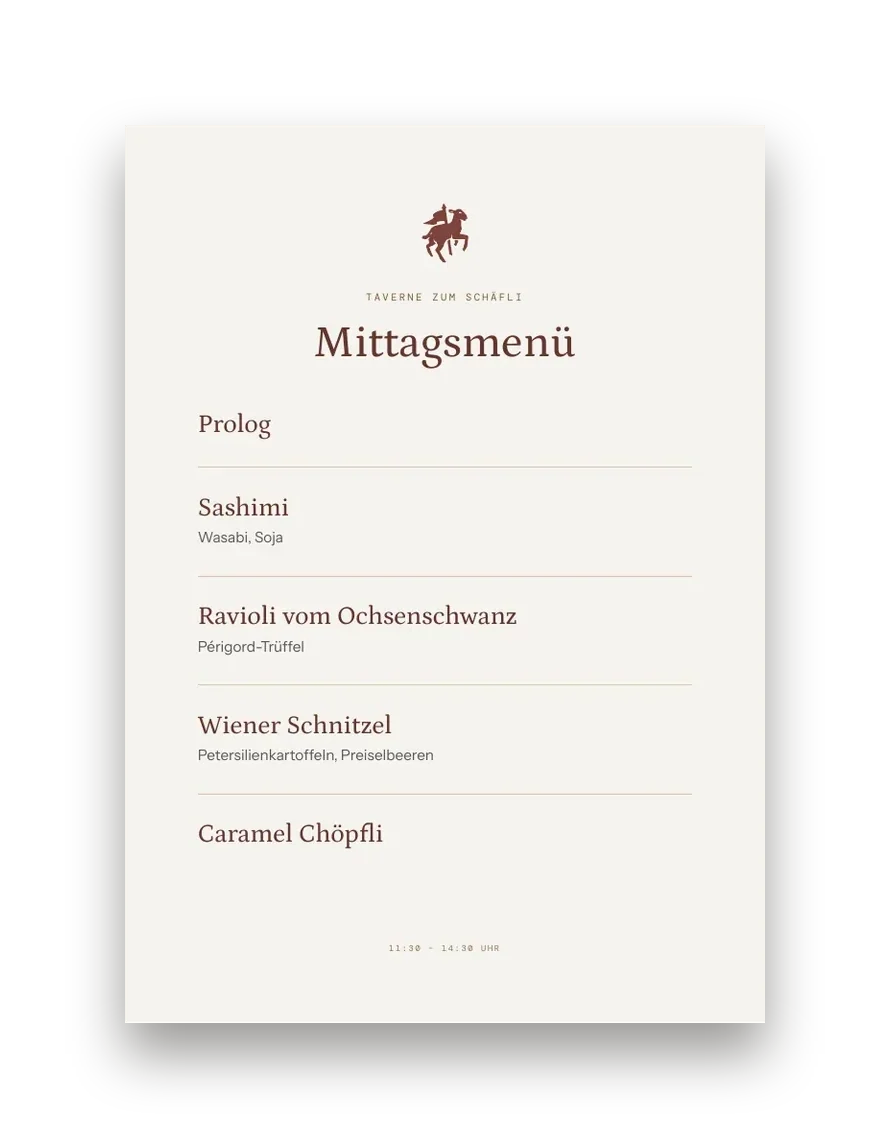 TAVERNE ZUM SCHÄFLI
Mittagsmenü
Prolog
Sashimi
Wasabi, Soja
Ravioli vom Ochsenschwanz
Périgord-Trüffel
Wiener Schnitzel
Petersilienkartoffeln, Preiselbeeren
Caramel Chöpfli
11:30 - 14:30 UHR